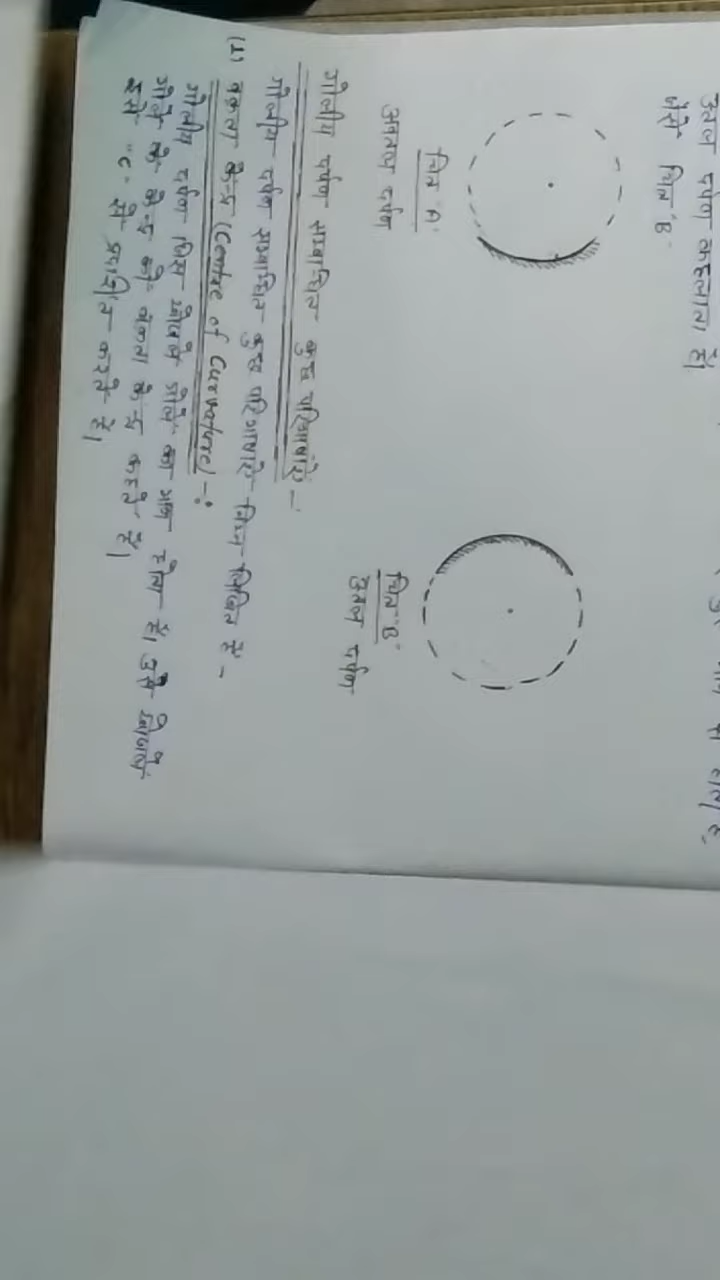 उत्तल दर्पण कहलाता है।
जैसे चित्र "B"
चित्र "A"
अवतल दर्पण
चित्र "B"
उत्तल दर्पण
गोलीय दर्पण सम्बन्धित कुछ परिभाषाऐं -
गोलीय दर्पण सम्बन्धित कुछ परिभाषाऐं निम्न लिखित हैं -
(1) वक्रता केन्द्र (Centre of Curvature) -:
गोलीय दर्पण जिस खोखले गोले का भाग होता है। उस खोखले
गोले के केन्द्र को वक्रता केन्द्र कहते हैं।
इसे "C" से प्रदर्शित करते हैं।